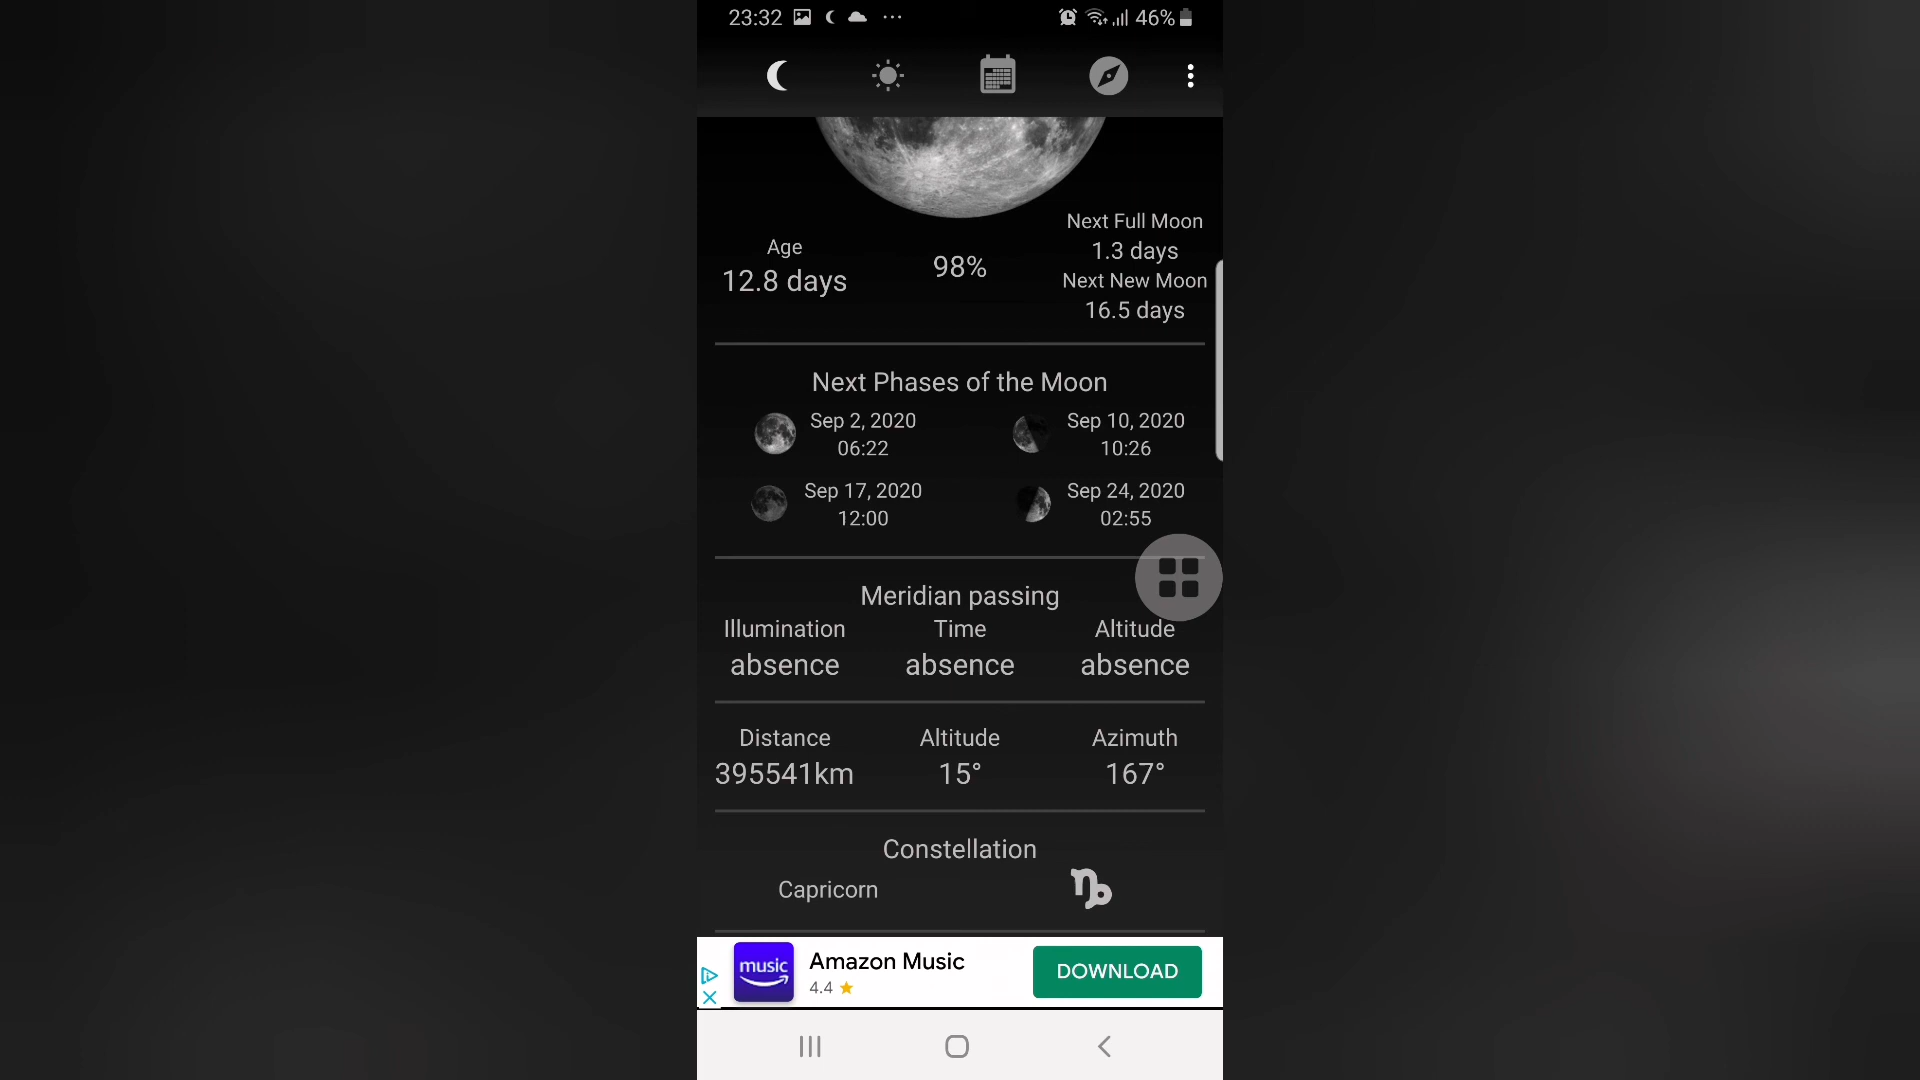 23:32
46%
Next Full Moon
Age
1.3 days
12.8 days
98%
Next New Moon
16.5 days
Next Phases of the Moon
Sep 2, 2020
06:22
Sep 10, 2020
10:26
Sep 17, 2020
12:00
Sep 24, 2020
02:55
Meridian passing
Illumination Time Altitude
absence absence absence
Distance Altitude Azimuth
395541km 15° 167°
Constellation
Capricorn
music
Amazon Music
4.4
DOWNLOAD